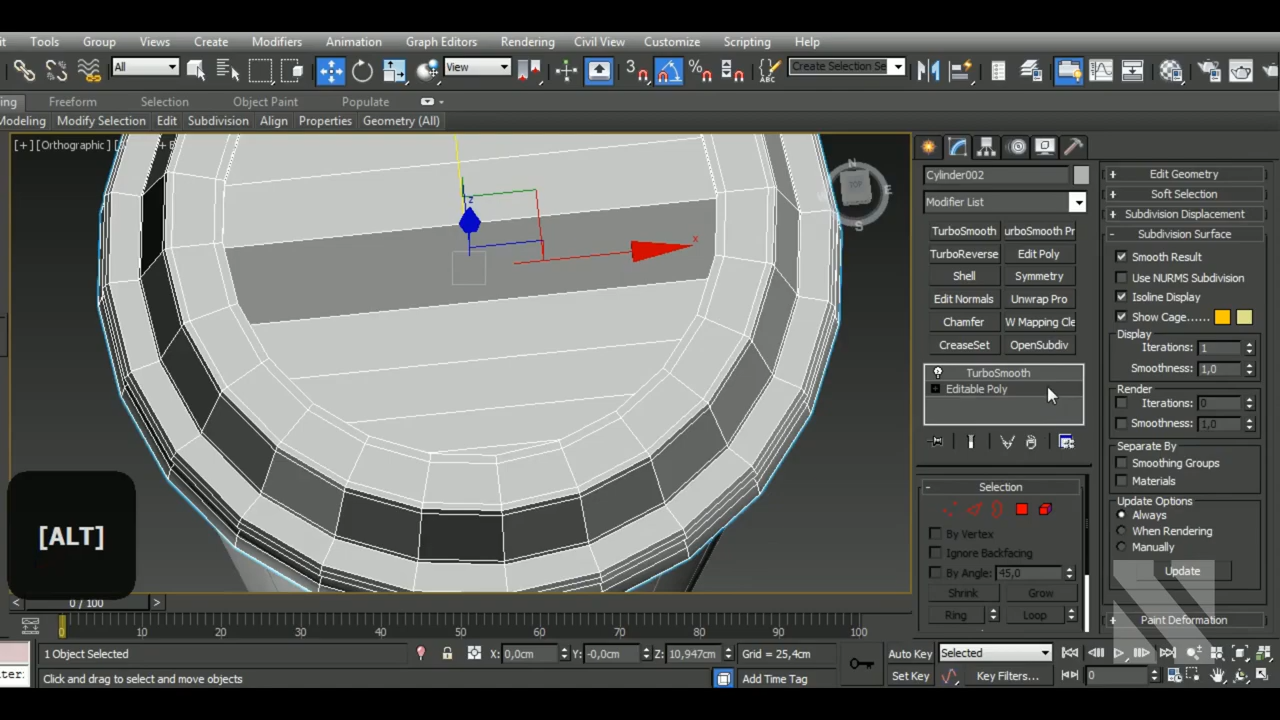 it Tools Group Views Create Modifiers Animation Graph Editors Rendering Civil View Customize Scripting Help
All View 3 ABC Create Selection Se
ing Freeform Selection Object Paint Populate
Modeling Modify Selection Edit Subdivision Align Properties Geometry (All)
[+] [Orthographic] [
N
TOP
E
S
z
x
[ALT]
Cylinder002
Modifier List
TurboSmooth urboSmooth Pr
TurboReverse Edit Poly
Shell Symmetry
Edit Normals Unwrap Pro
Chamfer W Mapping Cle
CreaseSet OpenSubdiv
TurboSmooth
Editable Poly
Selection
By Vertex
Ignore Backfacing
By Angle: 45,0
Shrink Grow
Ring Loop
Edit Geometry
Soft Selection
Subdivision Displacement
Subdivision Surface
Smooth Result
Use NURMS Subdivision
Isoline Display
Show Cage......
Display
Iterations: 1
Smoothness: 1,0
Render
Iterations: 0
Smoothness: 1,0
Separate By
Smoothing Groups
Materials
Update Options
Always
When Rendering
Manually
Update
Paint Deformation
< 0 / 100 >
0 10 20 30 40 50 60 70 80 90 100
1 Object Selected X: 0,0cm Y: -0,0cm Z: 10,947cm Grid = 25,4cm Auto Key Selected
Click and drag to select and move objects Add Time Tag Set Key Key Filters... 0